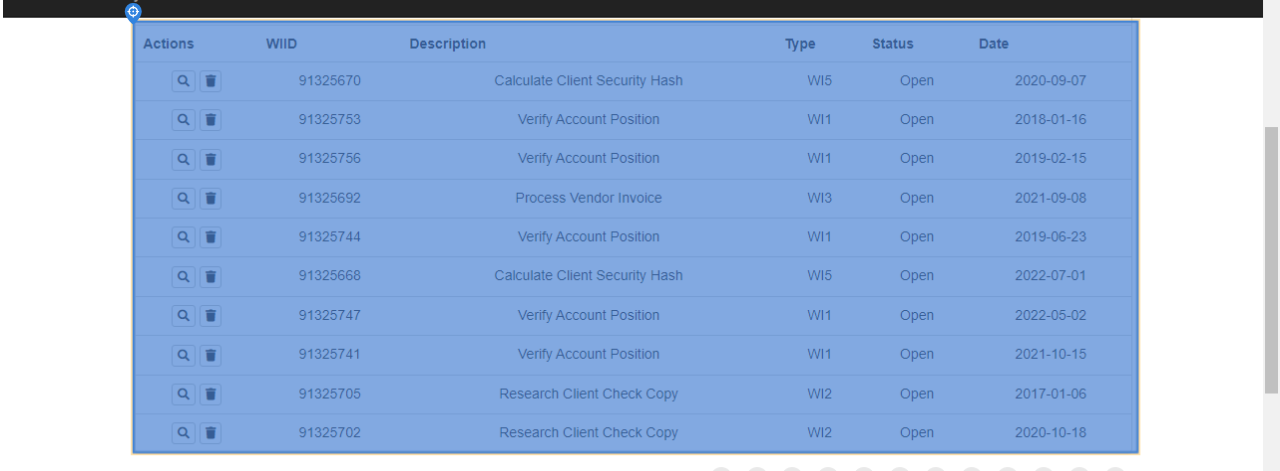 Actions WIID Description Type Status Date
91325670 Calculate Client Security Hash WI5 Open 2020-09-07
91325753 Verify Account Position WI1 Open 2018-01-16
91325756 Verify Account Position WI1 Open 2019-02-15
91325692 Process Vendor Invoice WI3 Open 2021-09-08
91325744 Verify Account Position WI1 Open 2019-06-23
91325668 Calculate Client Security Hash WI5 Open 2022-07-01
91325747 Verify Account Position WI1 Open 2022-05-02
91325741 Verify Account Position WI1 Open 2021-10-15
91325705 Research Client Check Copy WI2 Open 2017-01-06
91325702 Research Client Check Copy WI2 Open 2020-10-18